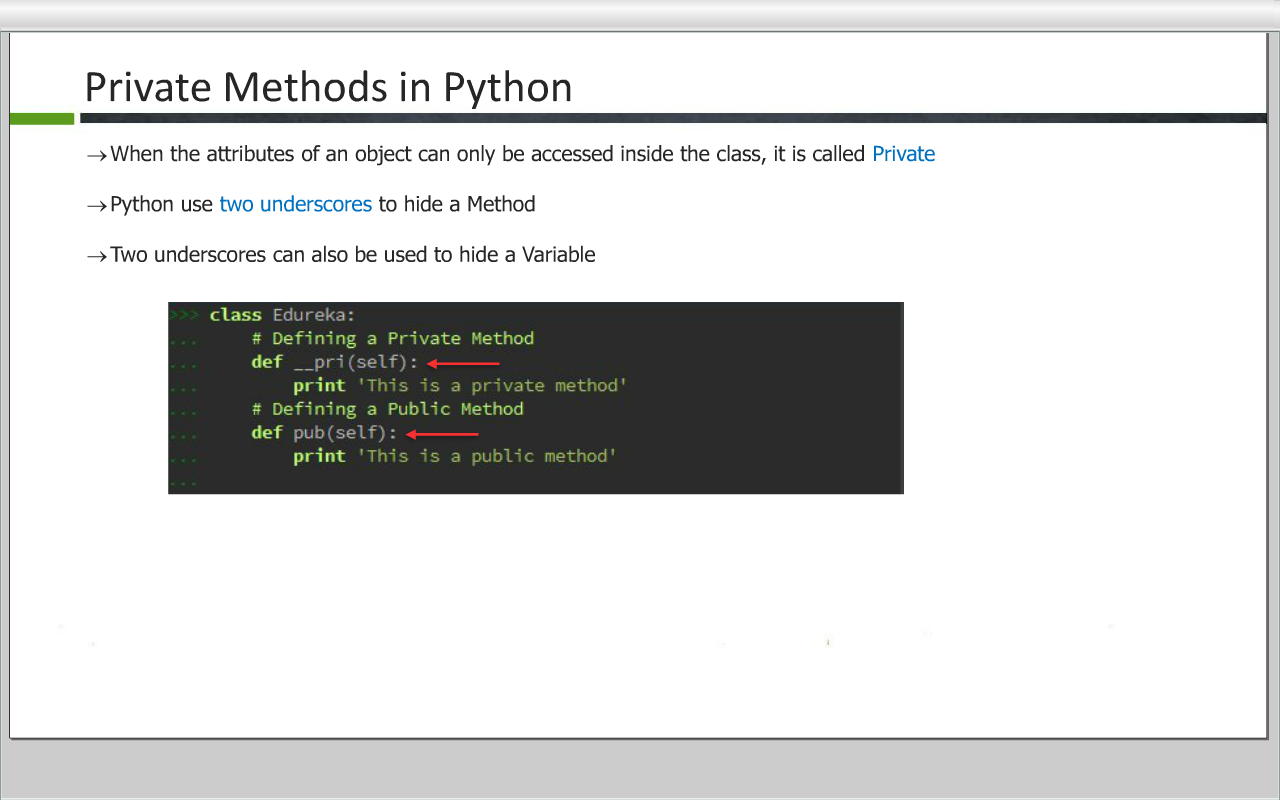 Private Methods in Python
→When the attributes of an object can only be accessed inside the class, it is called Private
→Python use two underscores to hide a Method
→Two underscores can also be used to hide a Variable
>>> class Edureka:
...     # Defining a Private Method
...     def __pri(self):
...         print 'This is a private method'
...     # Defining a Public Method
...     def pub(self):
...         print 'This is a public method'
...